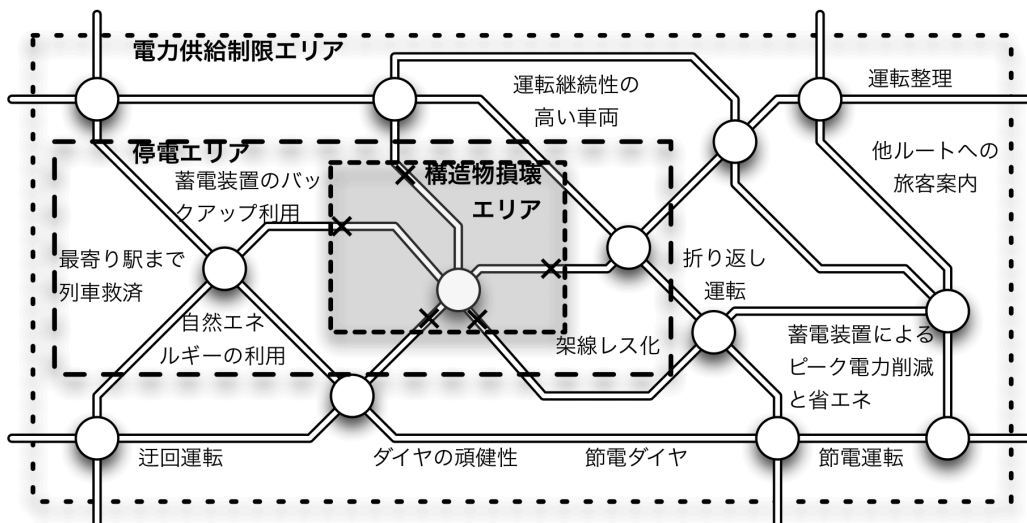 電力供給制限エリア
運転継続性の
高い車両
運転整理
停電エリア
蓄電装置のバッ
クアップ利用
構造物損壊
エリア
他ルートへの
旅客案内
最寄り駅まで
列車救済
折り返し
運転
自然エネ
ルギーの利用
架線レス化
蓄電装置による
ピーク電力削減
と省エネ
迂回運転
ダイヤの頑健性
節電ダイヤ
節電運転